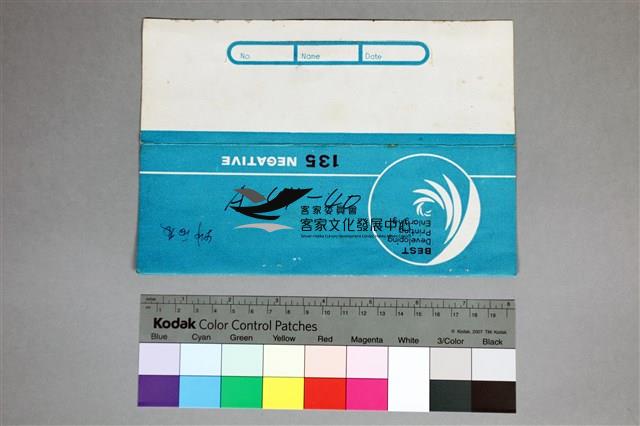 No.
Name
Date
135 NEGATIVE
BEST
Developing
Printing
Enlarging
客家委員會
客家文化發展中心
Kodak Color Control Patches
© Kodak, 2007 TM: Kodak
Blue Cyan Green Yellow Red Magenta White 3/Color Black